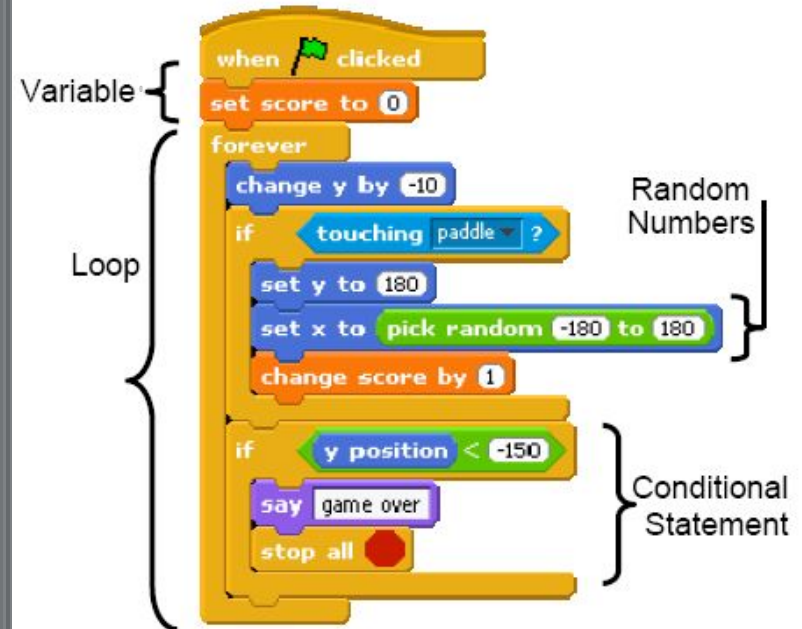 when clicked
Variable
set score to 0
forever
change y by -10
Random
Numbers
if touching paddle ?
Loop
set y to 180
set x to pick random -180 to 180
change score by 1
if y position < -150
Conditional
Statement
say game over
stop all